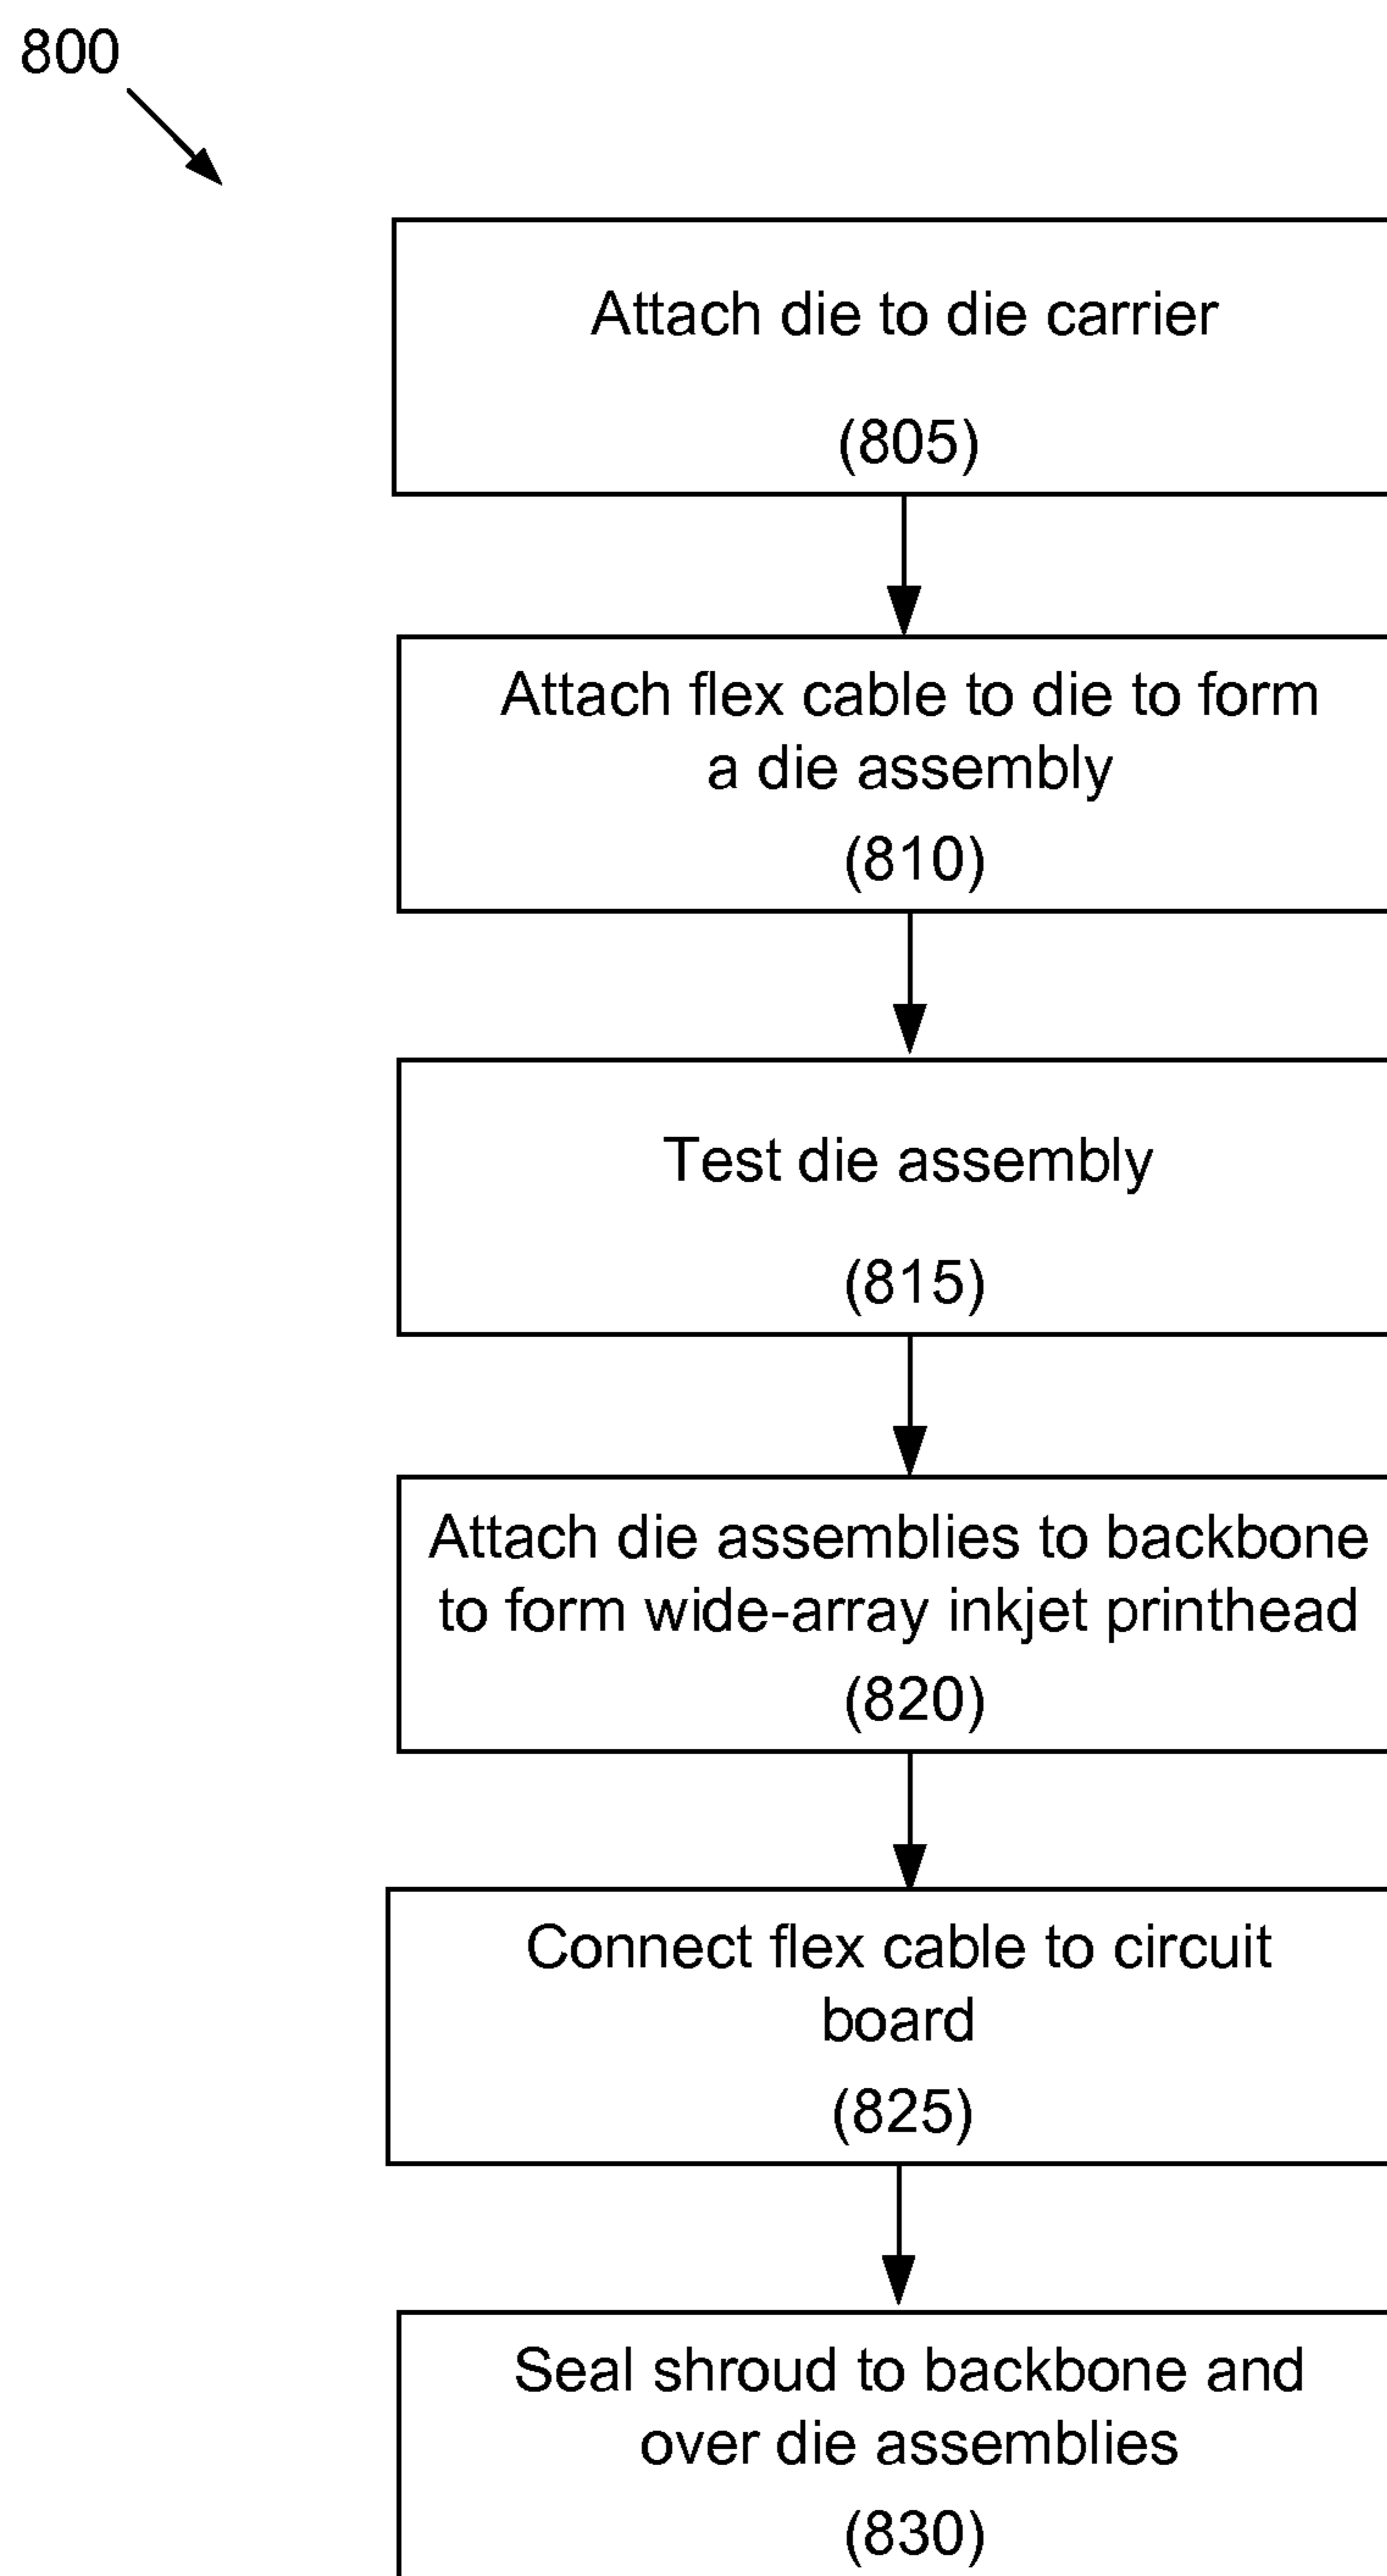 800
Attach die to die carrier
(805)
Attach flex cable to die to form
a die assembly
(810)
Test die assembly
(815)
Attach die assemblies to backbone
to form wide-array inkjet printhead
(820)
Connect flex cable to circuit
board
(825)
Seal shroud to backbone and
over die assemblies
(830)